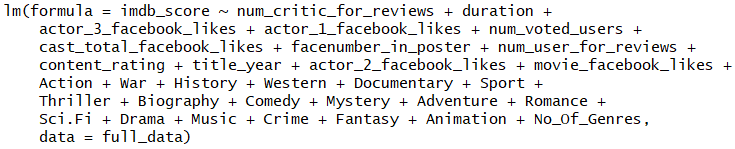 lm(formula = imdb_score ~ num_critic_for_reviews + duration +
actor_3_facebook_likes + actor_1_facebook_likes + num_voted_users +
cast_total_facebook_likes + facenumber_in_poster + num_user_for_reviews +
content_rating + title_year + actor_2_facebook_likes + movie_facebook_likes +
Action + War + History + Western + Documentary + Sport +
Thriller + Biography + Comedy + Mystery + Adventure + Romance +
Sci.Fi + Drama + Music + Crime + Fantasy + Animation + No_Of_Genres,
data = full_data)